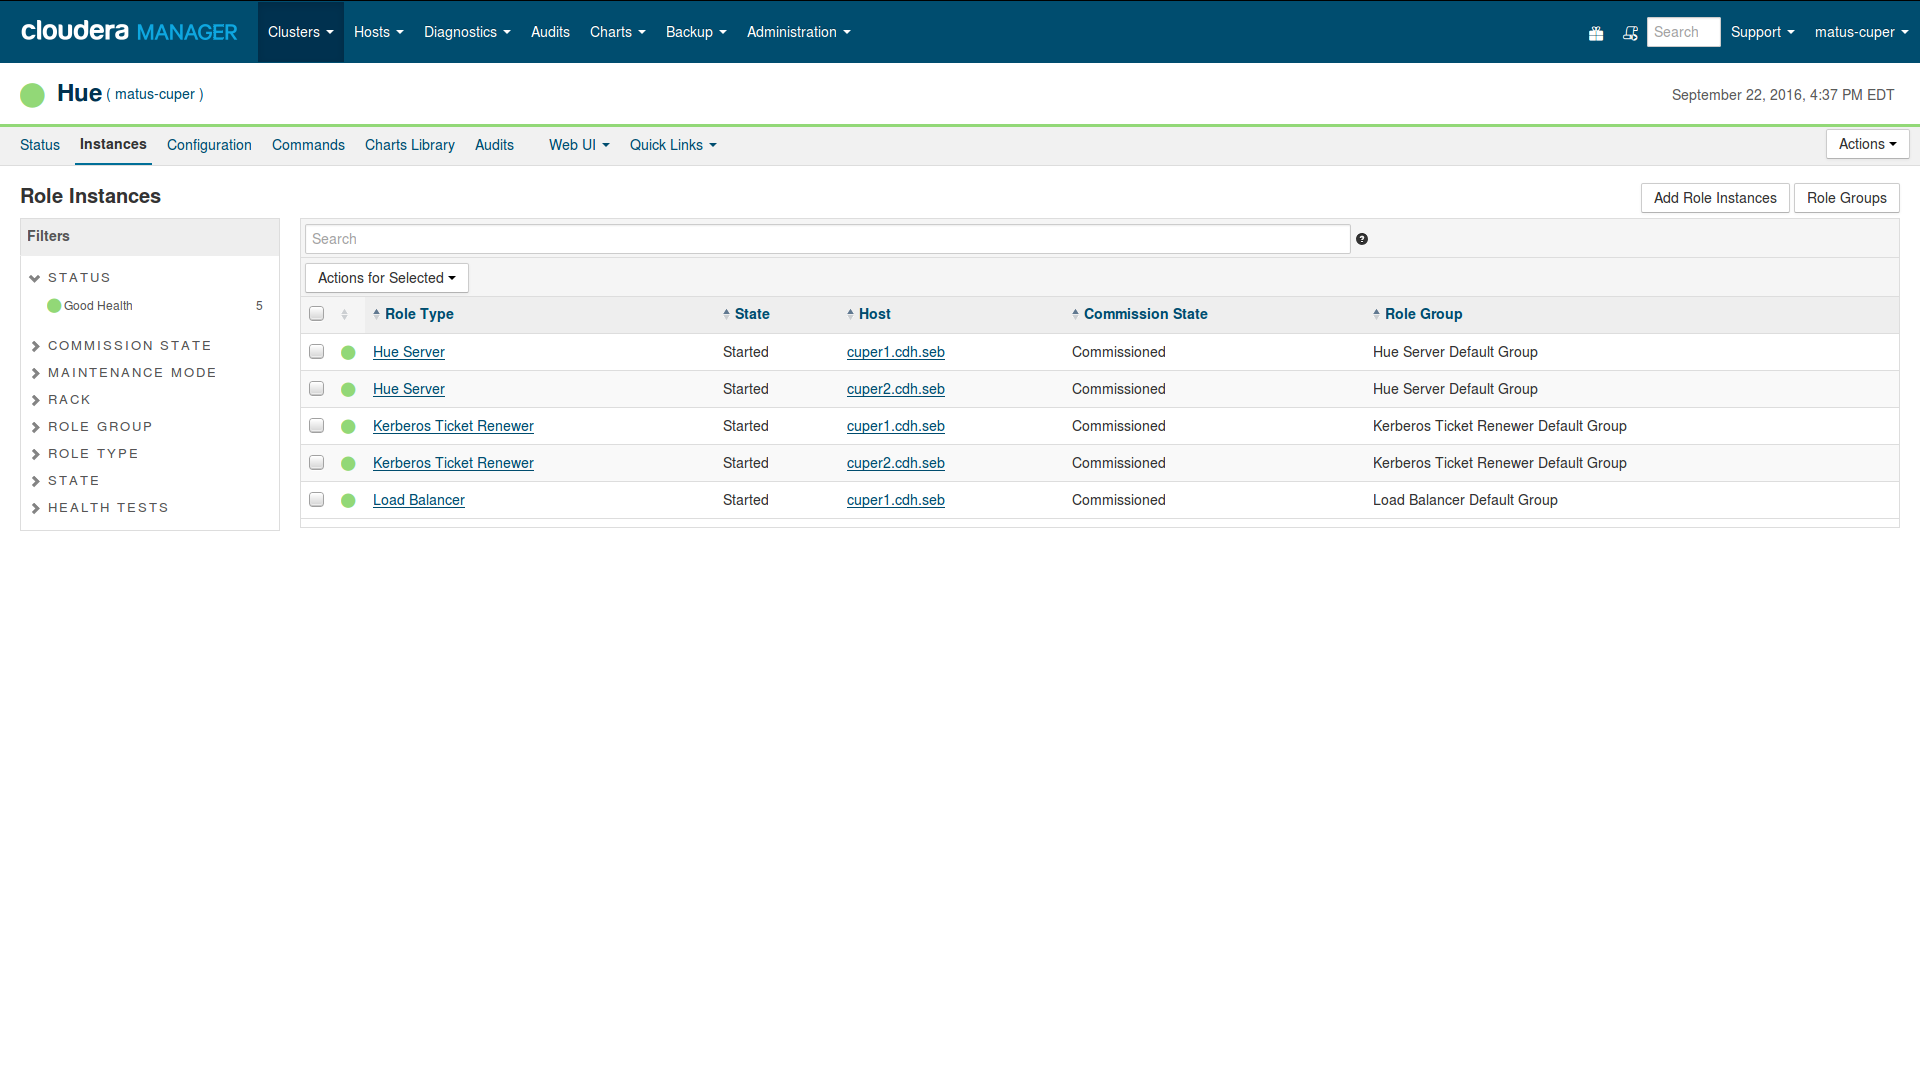 cloudera MANAGER Clusters Hosts Diagnostics Audits Charts Backup Administration Search Support matus-cuper
Hue ( matus-cuper ) September 22, 2016, 4:37 PM EDT
Status Instances Configuration Commands Charts Library Audits Web UI Quick Links Actions
Role Instances Add Role Instances Role Groups
Filters
STATUS
Good Health 5
COMMISSION STATE
MAINTENANCE MODE
RACK
ROLE GROUP
ROLE TYPE
STATE
HEALTH TESTS
Search ?
Actions for Selected
Role Type State Host Commission State Role Group
Hue Server Started cuper1.cdh.seb Commissioned Hue Server Default Group
Hue Server Started cuper2.cdh.seb Commissioned Hue Server Default Group
Kerberos Ticket Renewer Started cuper1.cdh.seb Commissioned Kerberos Ticket Renewer Default Group
Kerberos Ticket Renewer Started cuper2.cdh.seb Commissioned Kerberos Ticket Renewer Default Group
Load Balancer Started cuper1.cdh.seb Commissioned Load Balancer Default Group